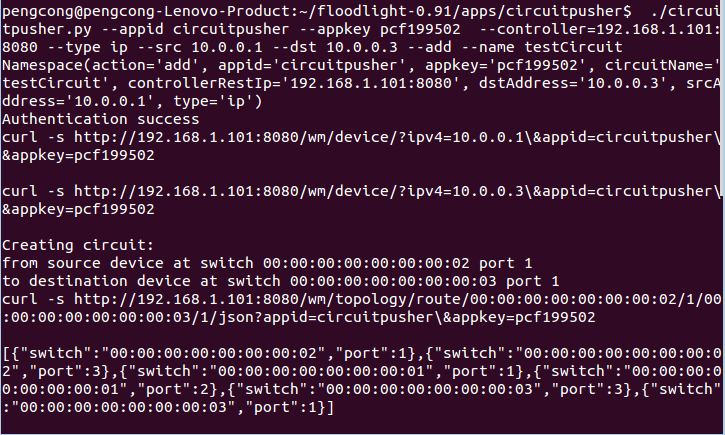 pengcong@pengcong-Lenovo-Product:~/floodlight-0.91/apps/circuitpusher$  ./circui
tpusher.py --appid circuitpusher --appkey pcf199502  --controller=192.168.1.101:
8080 --type ip --src 10.0.0.1 --dst 10.0.0.3 --add --name testCircuit
Namespace(action='add', appid='circuitpusher', appkey='pcf199502', circuitName='
testCircuit', controllerRestIp='192.168.1.101:8080', dstAddress='10.0.0.3', srcA
ddress='10.0.0.1', type='ip')
Authentication success
curl -s http://192.168.1.101:8080/wm/device/?ipv4=10.0.0.1\&appid=circuitpusher\
&appkey=pcf199502
curl -s http://192.168.1.101:8080/wm/device/?ipv4=10.0.0.3\&appid=circuitpusher\
&appkey=pcf199502
Creating circuit:
from source device at switch 00:00:00:00:00:00:00:02 port 1
to destination device at switch 00:00:00:00:00:00:00:03 port 1
curl -s http://192.168.1.101:8080/wm/topology/route/00:00:00:00:00:00:00:02/1/00
:00:00:00:00:00:00:03/1/json?appid=circuitpusher\&appkey=pcf199502
[{"switch":"00:00:00:00:00:00:00:02","port":1},{"switch":"00:00:00:00:00:00:00:0
2","port":3},{"switch":"00:00:00:00:00:00:00:01","port":1},{"switch":"00:00:00:0
0:00:00:00:01","port":2},{"switch":"00:00:00:00:00:00:00:03","port":3},{"switch"
:"00:00:00:00:00:00:00:03","port":1}]